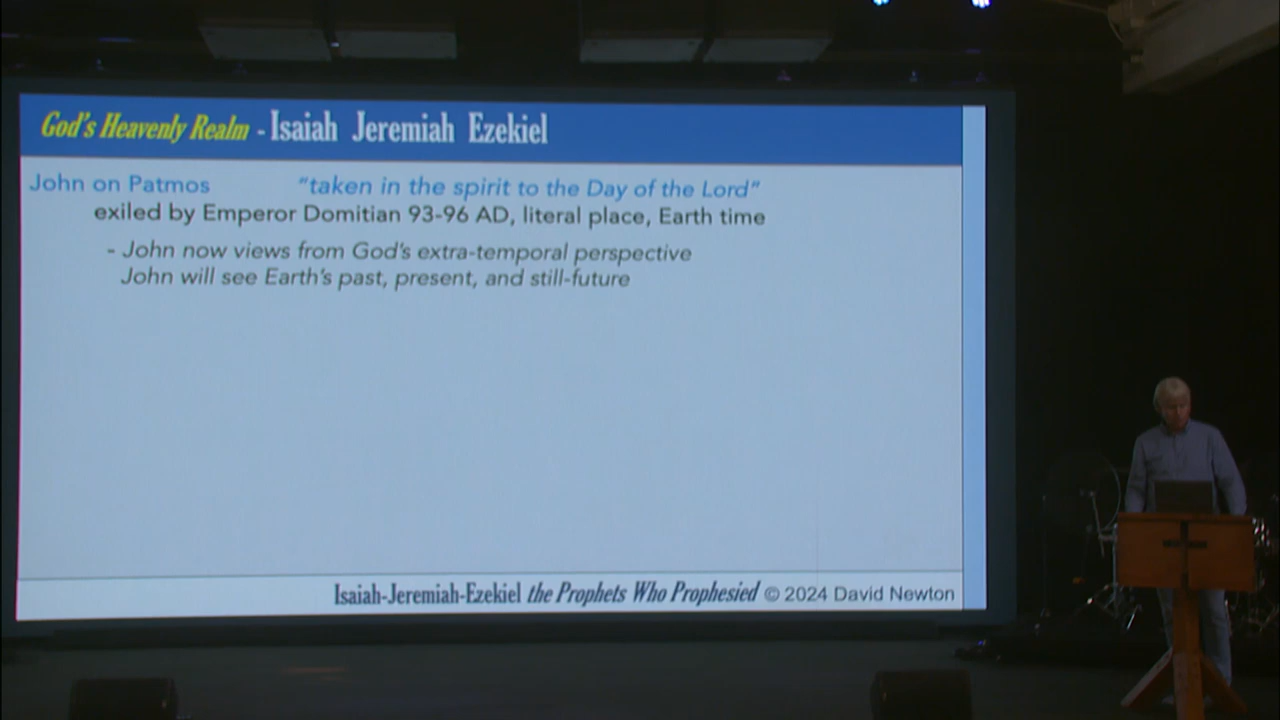 God's Heavenly Realm - Isaiah Jeremiah Ezekiel
John on Patmos "taken in the spirit to the Day of the Lord"
exiled by Emperor Domitian 93-96 AD, literal place, Earth time
- John now views from God's extra-temporal perspective
John will see Earth's past, present, and still-future
Isaiah-Jeremiah-Ezekiel the Prophets Who Prophesied © 2024 David Newton